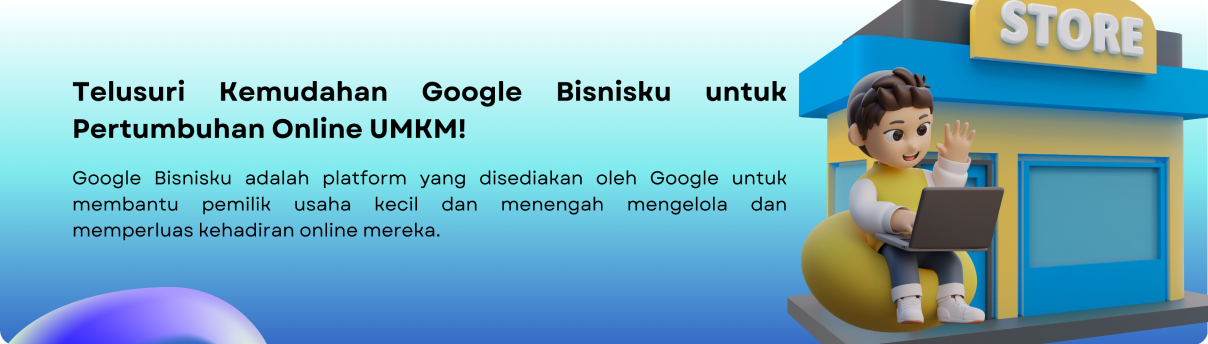 Telusuri Kemudahan Google Bisnisku untuk
Pertumbuhan Online UMKM!
Google Bisnisku adalah platform yang disediakan oleh Google untuk
membantu pemilik usaha kecil dan menengah mengelola dan
memperluas kehadiran online mereka.
STORE